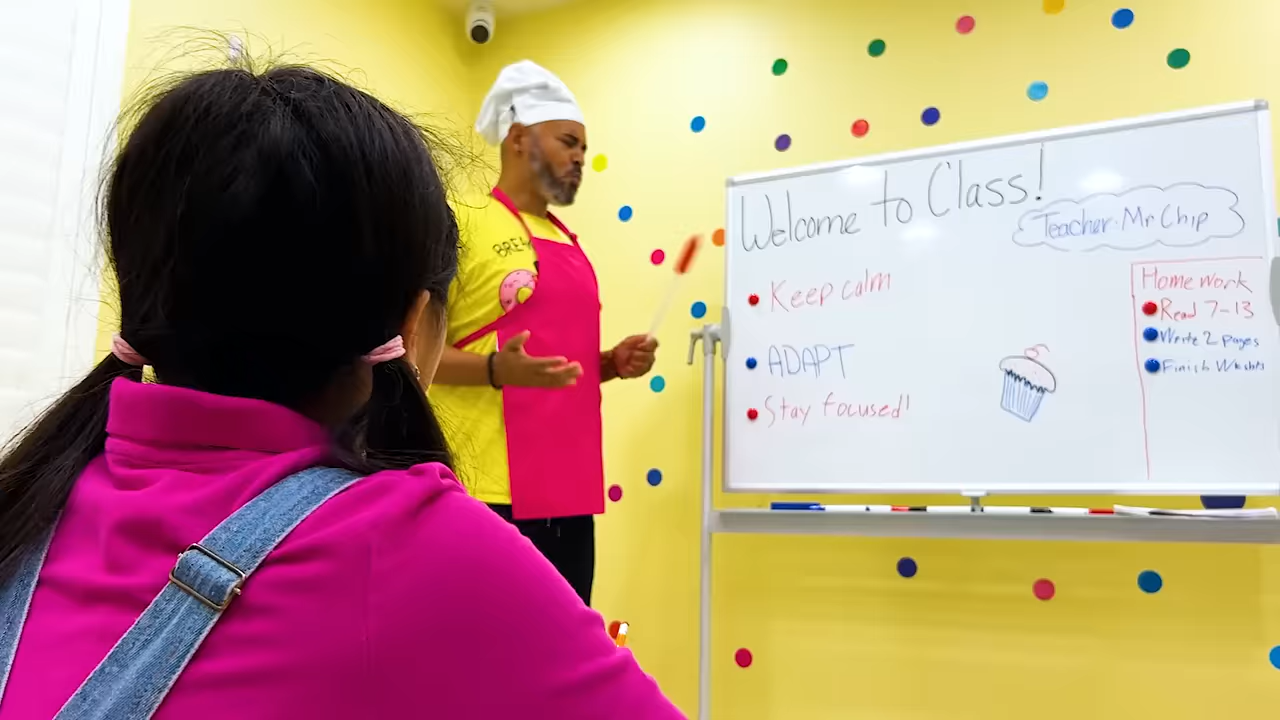 Welcome to Class!
Teacher: Mr Chip
Keep calm
ADAPT
Stay focused!
Home work
Read 7-13
Write 2 pages
Finish
BREA